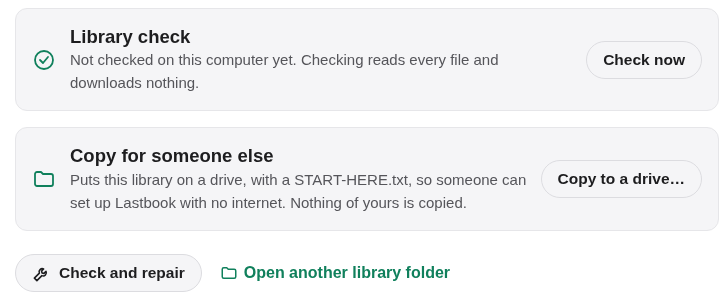 Library check
Not checked on this computer yet. Checking reads every file and
downloads nothing.
Check now
Copy for someone else
Puts this library on a drive, with a START-HERE.txt, so someone can
set up Lastbook with no internet. Nothing of yours is copied.
Copy to a drive…
Check and repair
Open another library folder